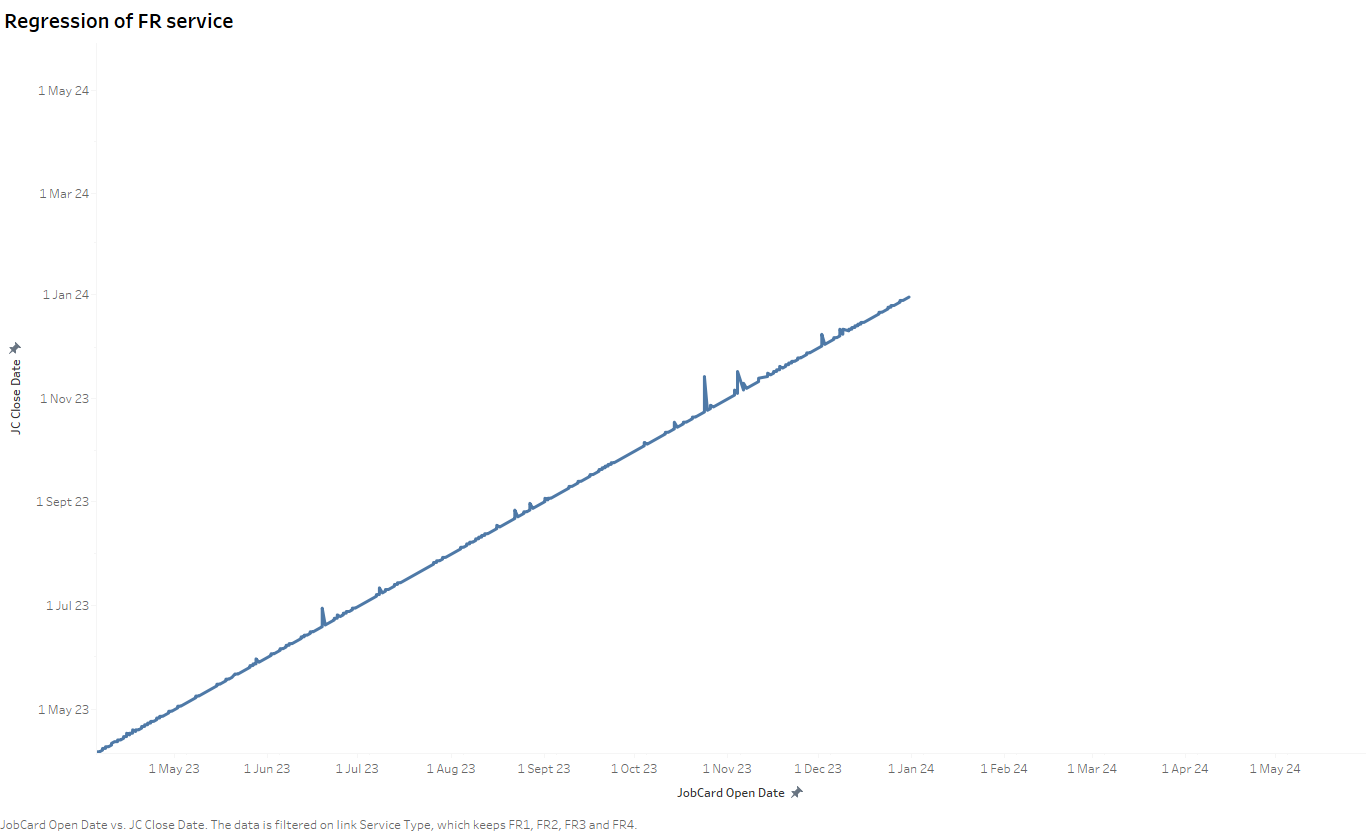 Regression of FR service
1 May 24
1 Mar 24
1 Jan 24
1 Nov 23
1 Sept 23
1 Jul 23
1 May 23
JC Close Date
1 May 23 1 Jun 23 1 Jul 23 1 Aug 23 1 Sept 23 1 Oct 23 1 Nov 23 1 Dec 23 1 Jan 24 1 Feb 24 1 Mar 24 1 Apr 24 1 May 24
JobCard Open Date
JobCard Open Date vs. JC Close Date. The data is filtered on link Service Type, which keeps FR1, FR2, FR3 and FR4.